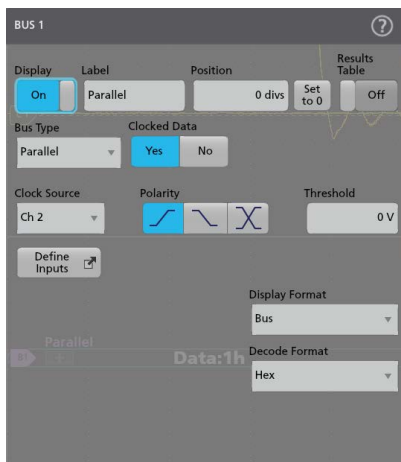 BUS 1 ?
Display Label Position Results Table
On Parallel 0 divs Set to 0 Off
Bus Type Clocked Data
Parallel Yes No
Clock Source Polarity Threshold
Ch 2 0 V
Define Inputs
Display Format
Bus
Parallel
Decode Format
B1 Data:1h
Hex